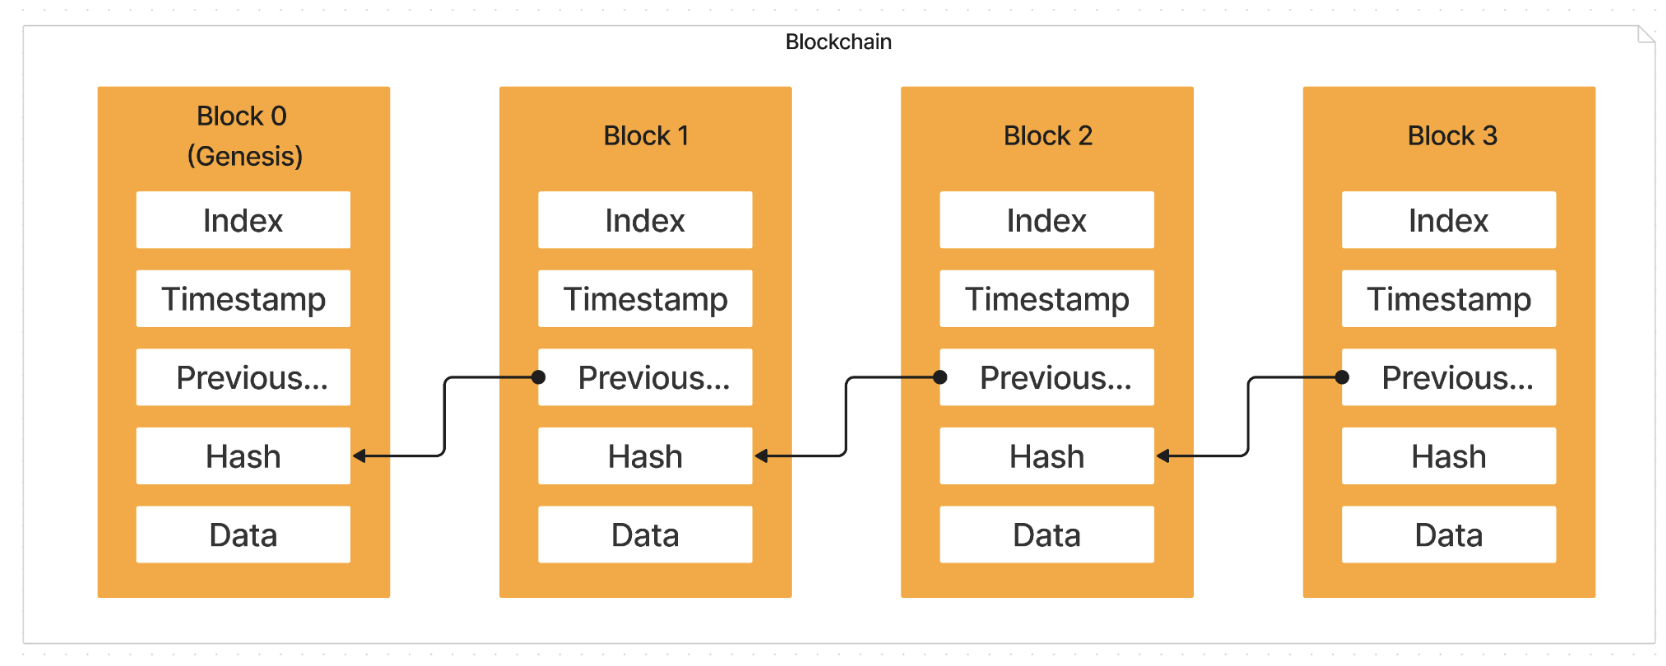 Blockchain
Block 0
(Genesis)
Index
Timestamp
Previous...
Hash
Data
Block 1
Index
Timestamp
Previous...
Hash
Data
Block 2
Index
Timestamp
Previous...
Hash
Data
Block 3
Index
Timestamp
Previous...
Hash
Data